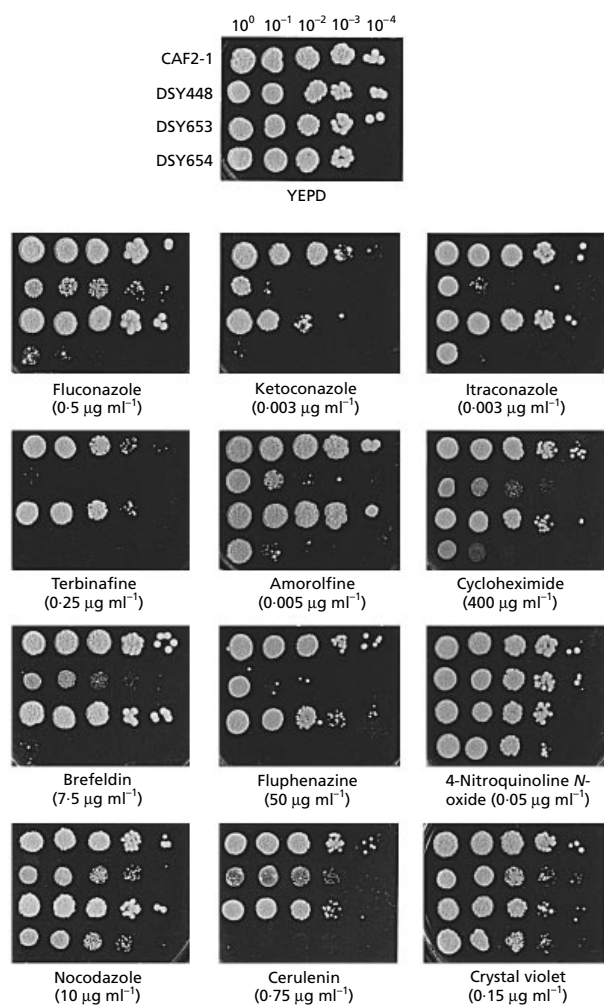 10⁰ 10⁻¹ 10⁻² 10⁻³ 10⁻⁴
CAF2-1
DSY448
DSY653
DSY654
YEPD
Fluconazole
(0·5 µg ml⁻¹)
Ketoconazole
(0·003 µg ml⁻¹)
Itraconazole
(0·003 µg ml⁻¹)
Terbinafine
(0·25 µg ml⁻¹)
Amorolfine
(0·005 µg ml⁻¹)
Cycloheximide
(400 µg ml⁻¹)
Brefeldin
(7·5 µg ml⁻¹)
Fluphenazine
(50 µg ml⁻¹)
4-Nitroquinoline N-
oxide (0·05 µg ml⁻¹)
Nocodazole
(10 µg ml⁻¹)
Cerulenin
(0·75 µg ml⁻¹)
Crystal violet
(0·15 µg ml⁻¹)